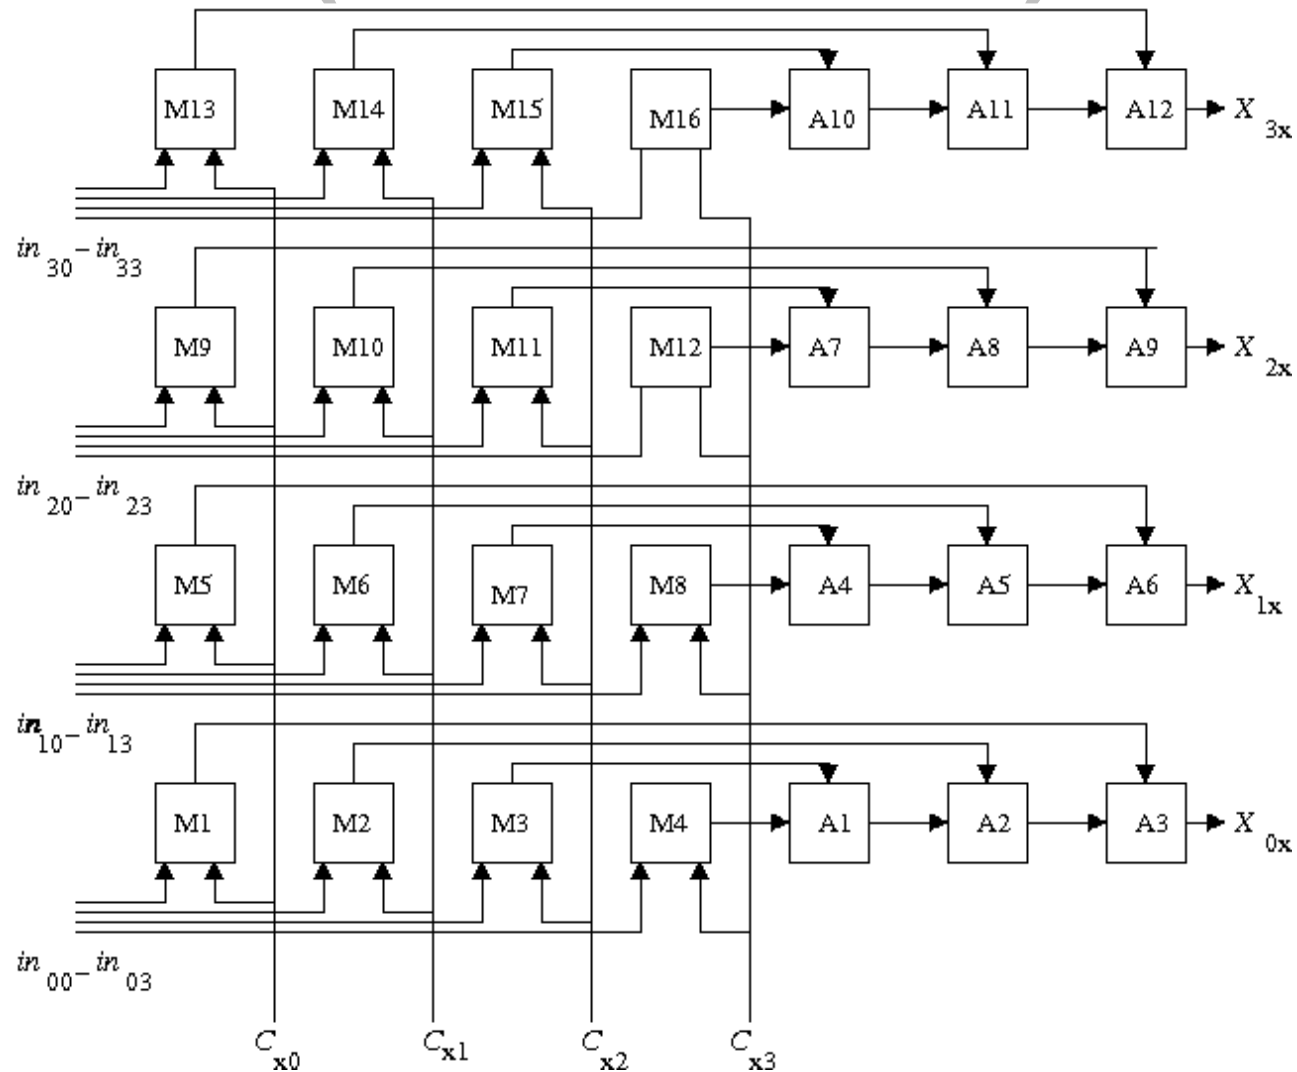 M13 M14 M15 M16 A10 A11 A12 X 3x
in 30 – in 33
M9 M10 M11 M12 A7 A8 A9 X 2x
in 20 – in 23
M5 M6 M7 M8 A4 A5 A6 X 1x
in 10 – in 13
M1 M2 M3 M4 A1 A2 A3 X 0x
in 00 – in 03
C x0 C x1 C x2 C x3